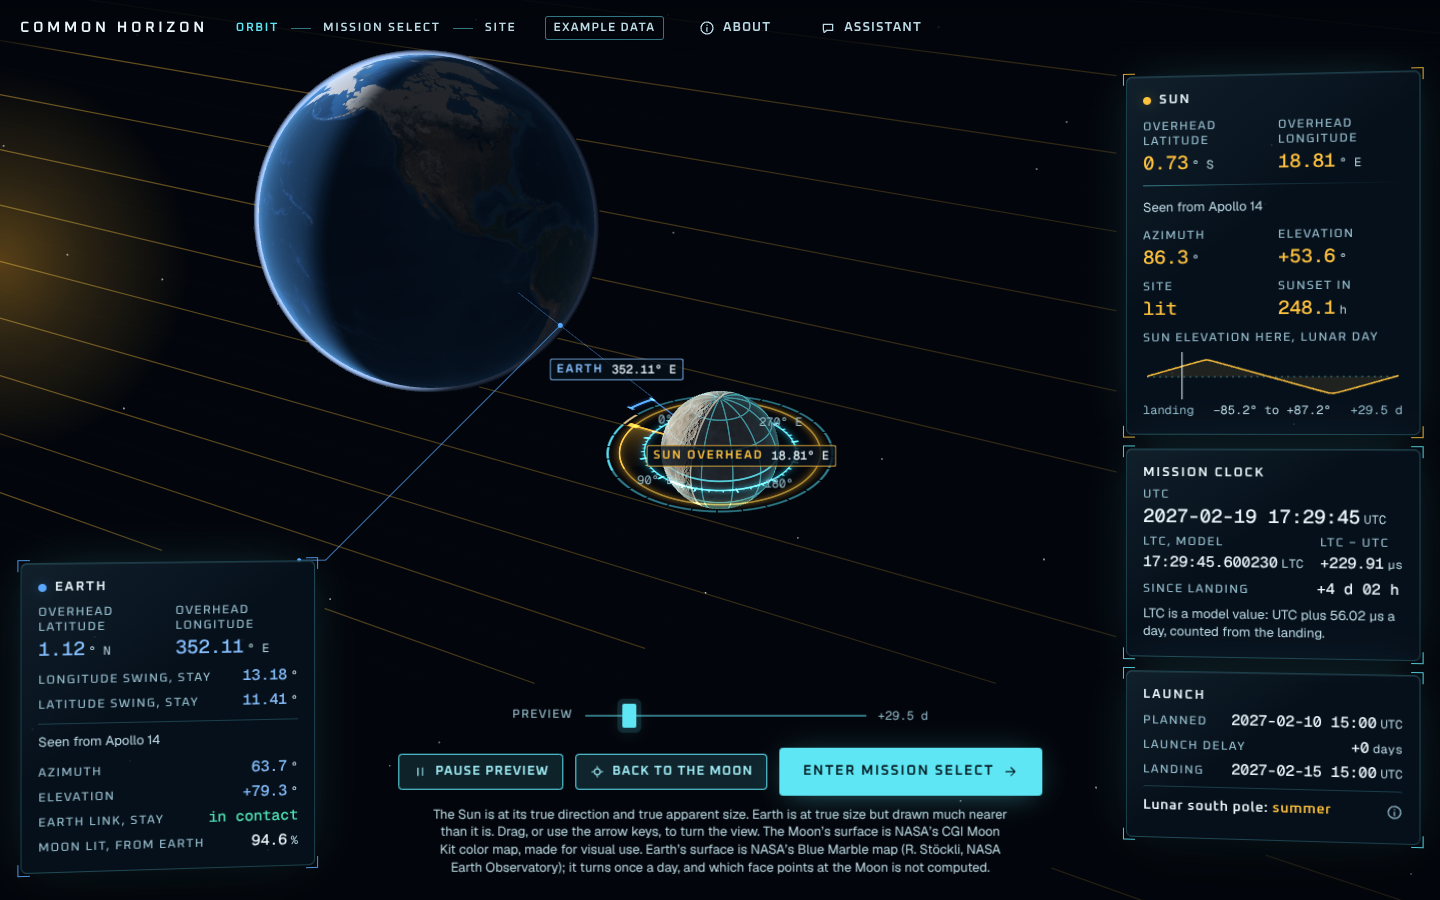 COMMON HORIZON
ORBIT
MISSION SELECT
SITE
EXAMPLE DATA
ABOUT
ASSISTANT
SUN
OVERHEAD LATITUDE
0.73° S
OVERHEAD LONGITUDE
18.81° E
Seen from Apollo 14
AZIMUTH
86.3°
ELEVATION
+53.6°
SITE
lit
SUNSET IN
248.1 h
SUN ELEVATION HERE, LUNAR DAY
landing
−85.2° to +87.2°
+29.5 d
EARTH 352.11° E
270° E
SUN OVERHEAD 18.81° E
90°
180°
MISSION CLOCK
UTC
2027-02-19 17:29:45 UTC
LTC, MODEL
17:29:45.600230 LTC
LTC − UTC
+229.91 µs
SINCE LANDING
+4 d 02 h
LTC is a model value: UTC plus 56.02 µs a
day, counted from the landing.
EARTH
OVERHEAD LATITUDE
1.12° N
OVERHEAD LONGITUDE
352.11° E
LONGITUDE SWING, STAY
13.18°
LATITUDE SWING, STAY
11.41°
Seen from Apollo 14
AZIMUTH
63.7°
ELEVATION
+79.3°
EARTH LINK, STAY
in contact
MOON LIT, FROM EARTH
94.6%
LAUNCH
PLANNED
2027-02-10 15:00 UTC
LAUNCH DELAY
+0 days
LANDING
2027-02-15 15:00 UTC
Lunar south pole: summer
PREVIEW
+29.5 d
PAUSE PREVIEW
BACK TO THE MOON
ENTER MISSION SELECT →
The Sun is at its true direction and true apparent size. Earth is at true size but drawn much nearer
than it is. Drag, or use the arrow keys, to turn the view. The Moon's surface is NASA's CGI Moon
Kit color map, made for visual use. Earth's surface is NASA's Blue Marble map (R. Stöckli, NASA
Earth Observatory); it turns once a day, and which face points at the Moon is not computed.